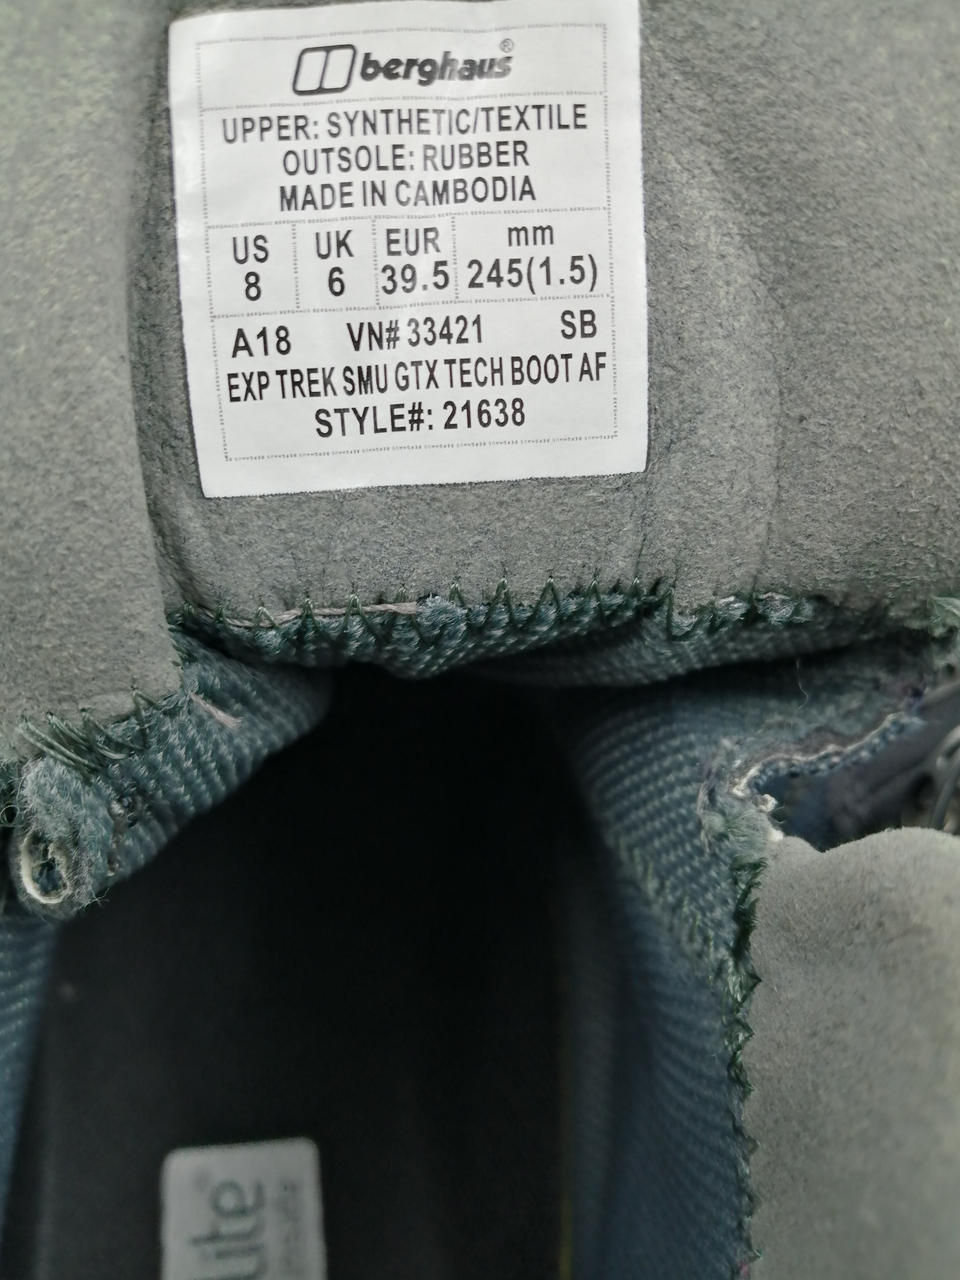 berghaus®
UPPER: SYNTHETIC/TEXTILE
OUTSOLE: RUBBER
MADE IN CAMBODIA
US UK EUR mm
8 6 39.5 245(1.5)
A18 VN# 33421 SB
EXP TREK SMU GTX TECH BOOT AF
STYLE#: 21638